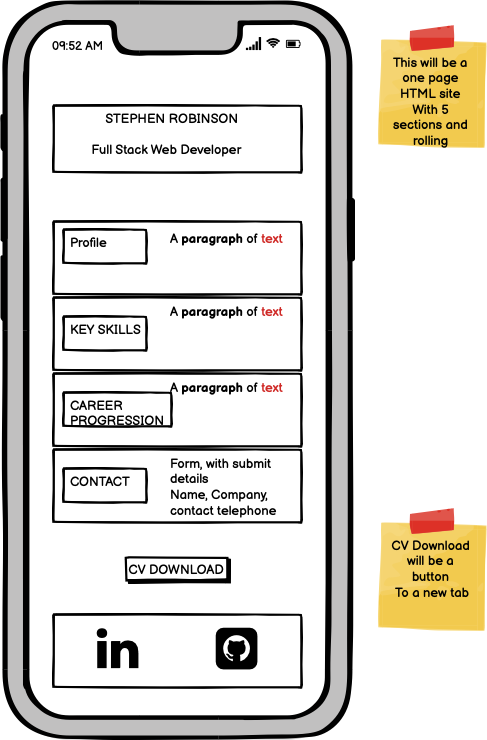 09:52 AM
STEPHEN ROBINSON
Full Stack Web Developer
Profile
A paragraph of text
KEY SKILLS
A paragraph of text
CAREER
PROGRESSION
A paragraph of text
CONTACT
Form, with submit
details
Name, Company,
contact telephone
CV DOWNLOAD
in
This will be a
one page
HTML site
With 5
sections and
rolling
CV Download
will be a
button
To a new tab